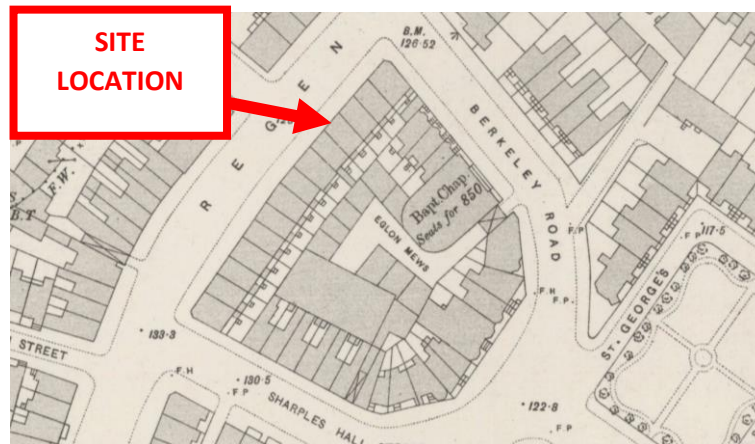 SITE
LOCATION
B.M.
126·52
REGEN
BERKELEY ROAD
Bapt. Chap.
Seats for 850
EGLON MEWS
F.W.
S
B.T
F.P
117·5
F.P
ST. GEORGE'S
F.H
F.P.
133·3
STREET
F.H
130·5
F.P
SHARPLES HALL
122·8
F.P